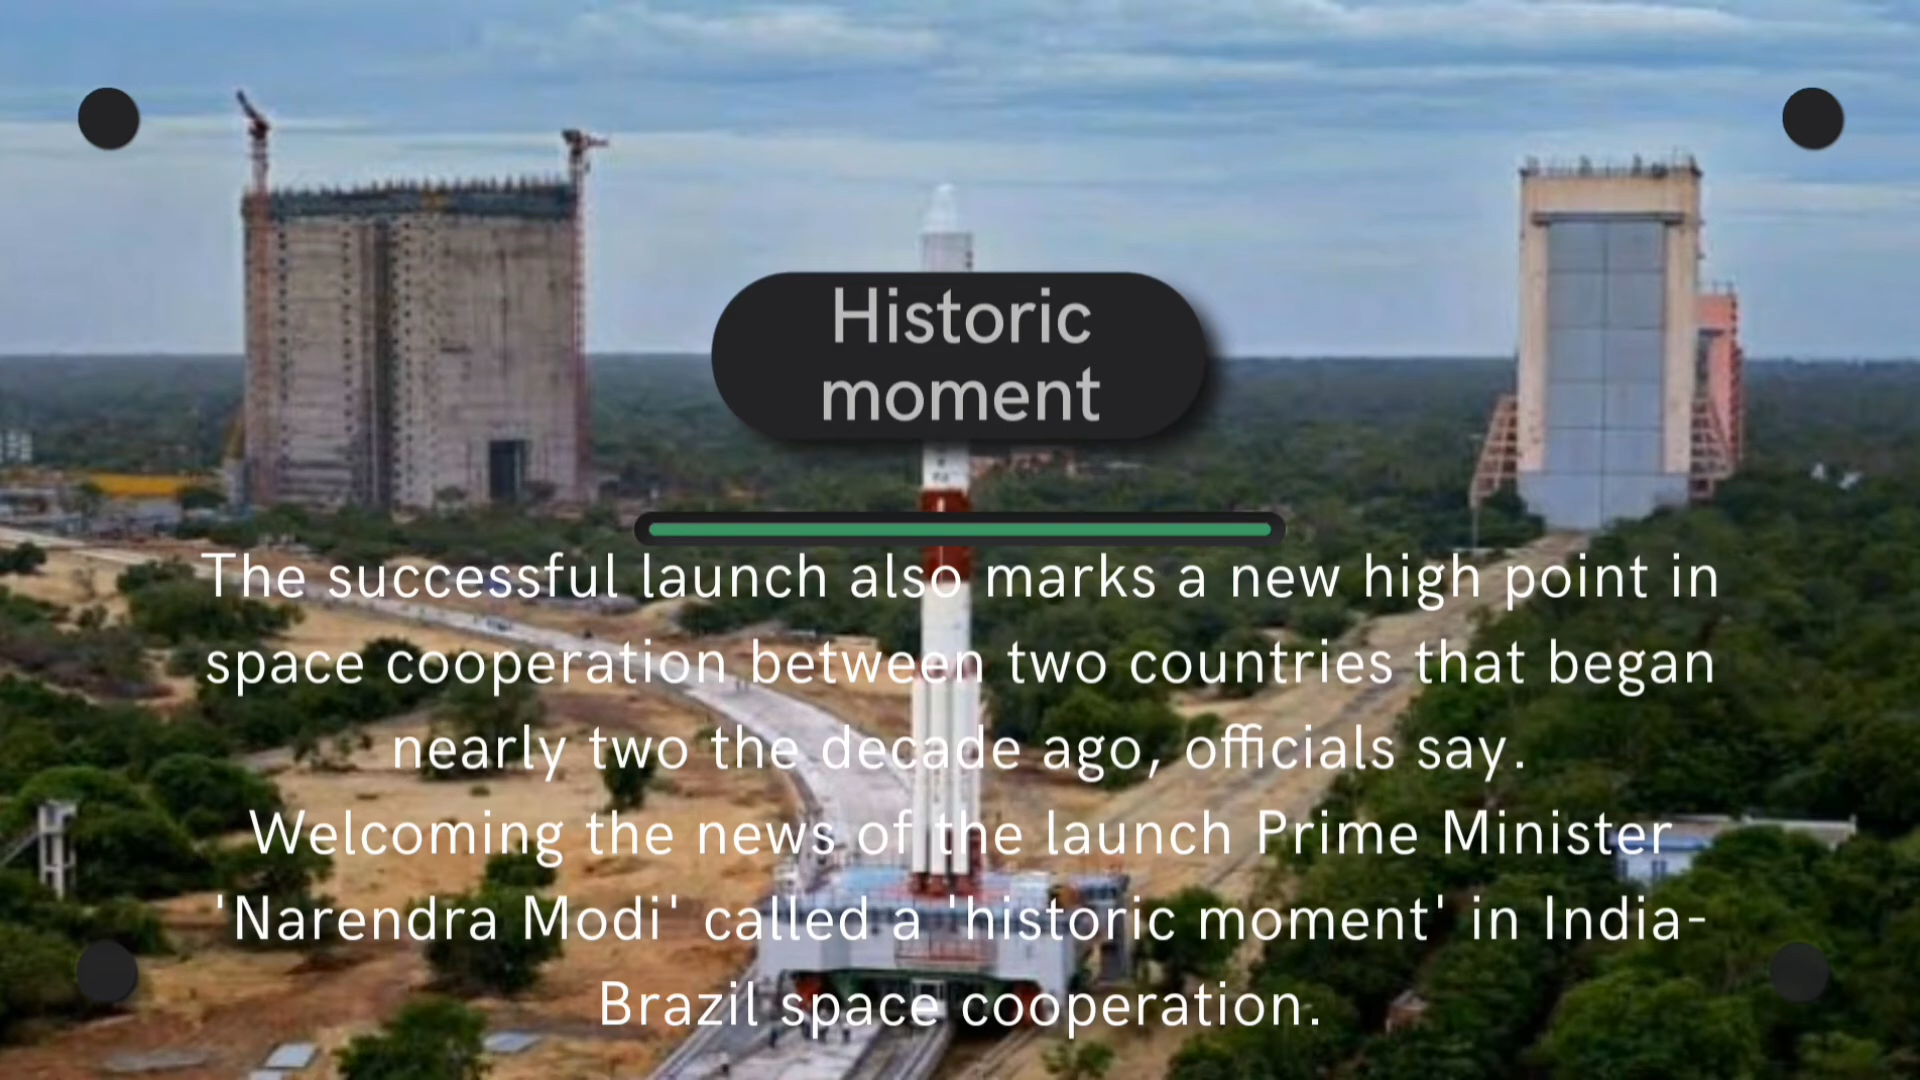 Historic
moment
The successful launch also marks a new high point in
space cooperation between two countries that began
nearly two the decade ago, officials say.
Welcoming the news of the launch Prime Minister
'Narendra Modi' called a 'historic moment' in India-
Brazil space cooperation.